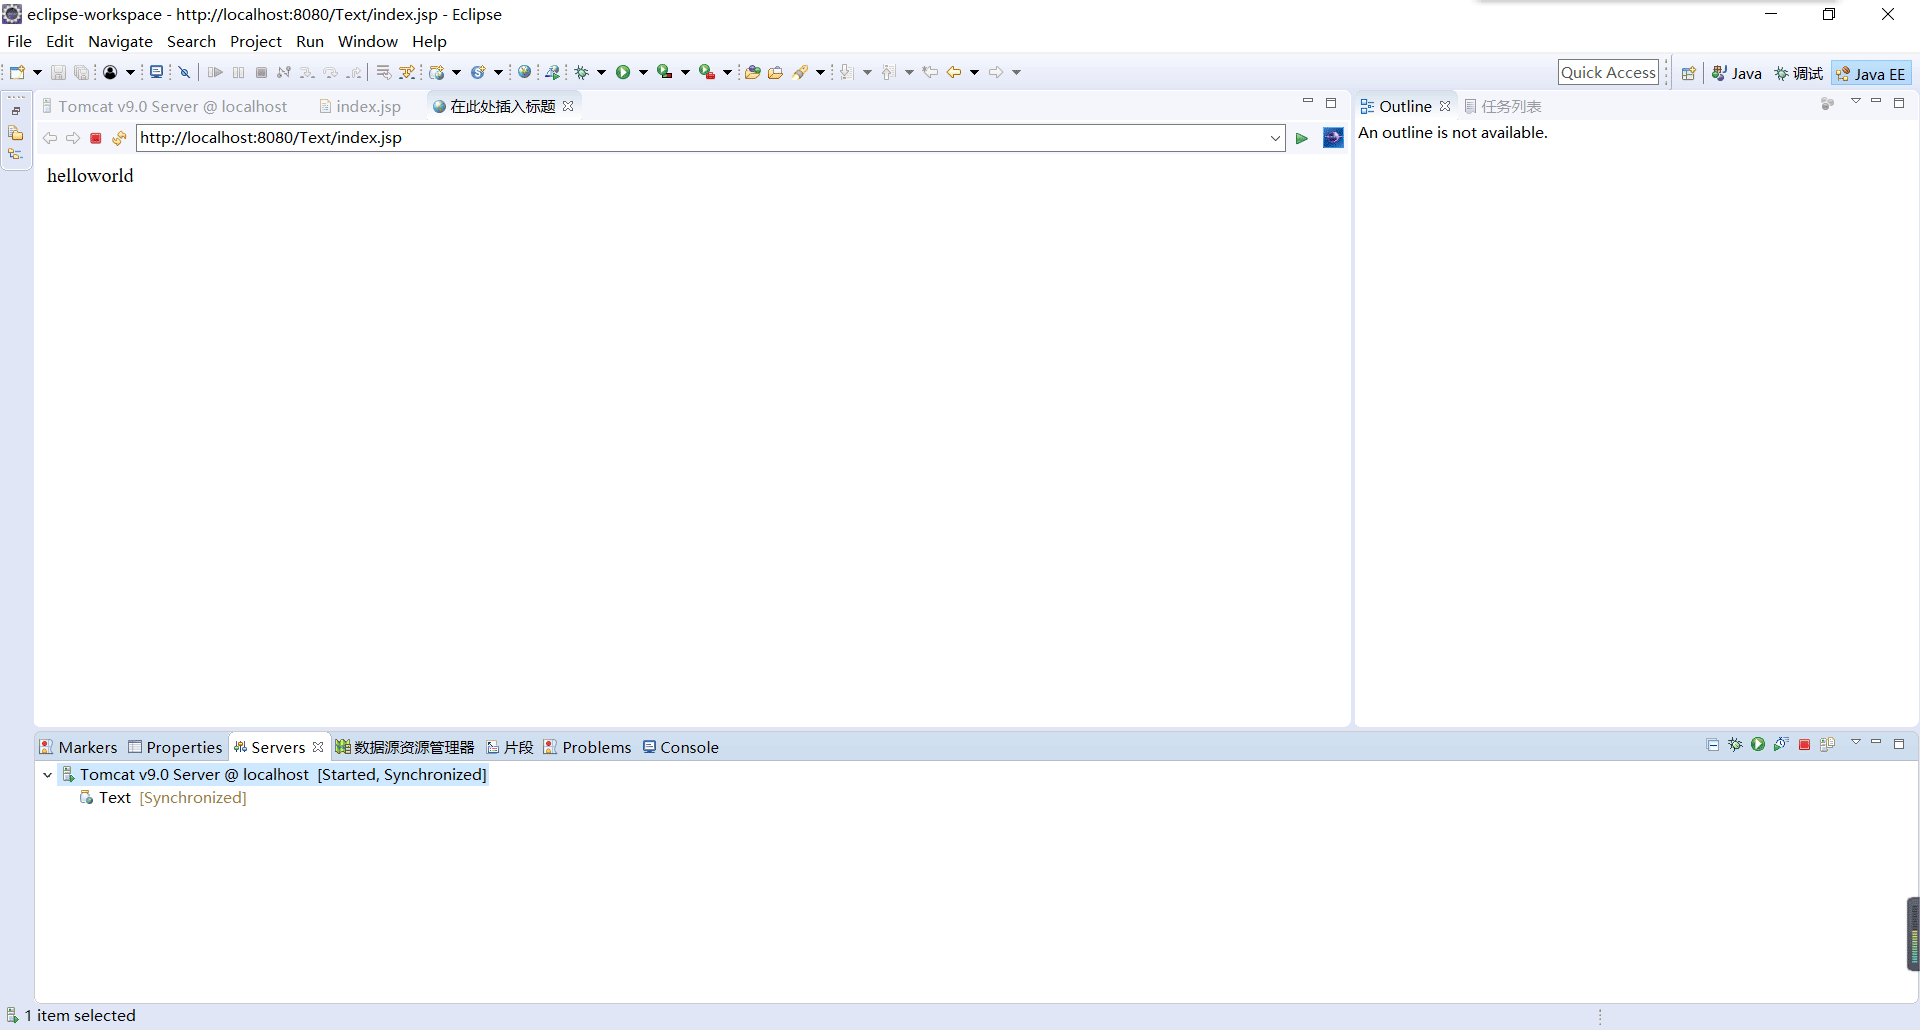 eclipse-workspace - http://localhost:8080/Text/index.jsp - Eclipse
File Edit Navigate Search Project Run Window Help
Quick Access Java 调试 Java EE
Tomcat v9.0 Server @ localhost index.jsp 在此处插入标题
Outline 任务列表
http://localhost:8080/Text/index.jsp
An outline is not available.
helloworld
Markers Properties Servers 数据源资源管理器 片段 Problems Console
Tomcat v9.0 Server @ localhost [Started, Synchronized]
Text [Synchronized]
1 item selected